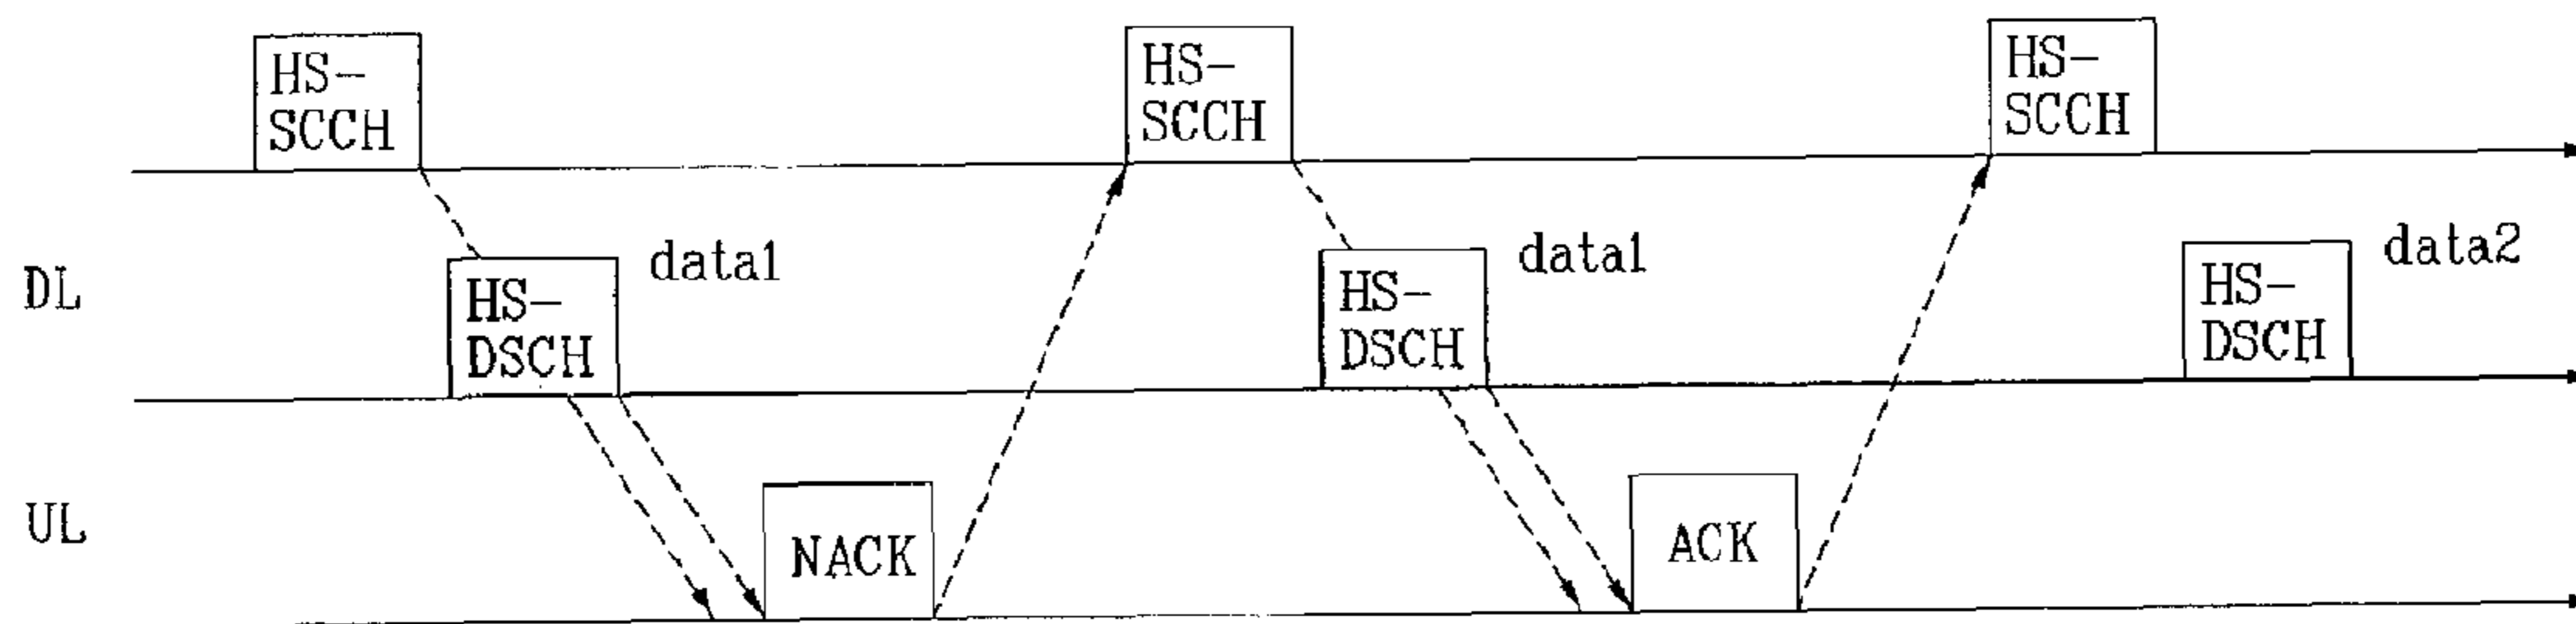 HS-
SCCH
HS-
SCCH
HS-
SCCH
DL
HS-
DSCH
data1
HS-
DSCH
data1
HS-
DSCH
data2
UL
NACK
ACK